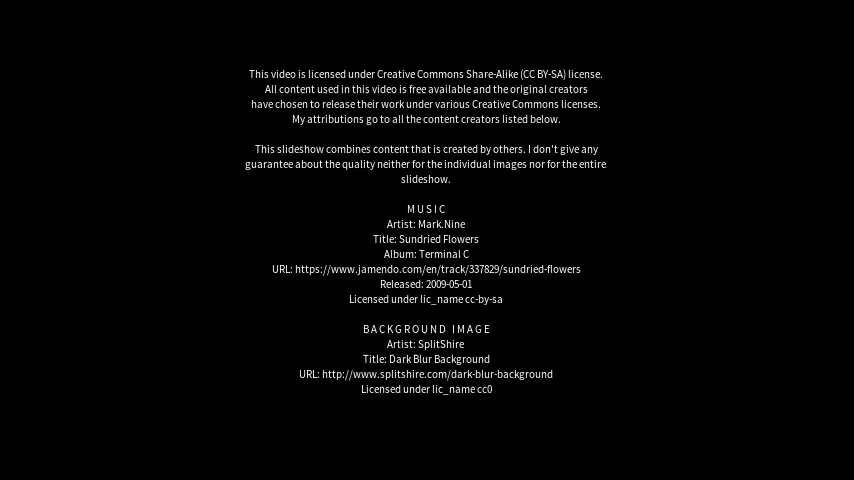 This video is licensed under Creative Commons Share-Alike (CC BY-SA) license.
All content used in this video is free available and the original creators
have chosen to release their work under various Creative Commons licenses.
My attributions go to all the content creators listed below.
This slideshow combines content that is created by others. I don't give any
guarantee about the quality neither for the individual images nor for the entire
slideshow.
MUSIC
Artist: Mark.Nine
Title: Sundried Flowers
Album: Terminal C
URL: https://www.jamendo.com/en/track/337829/sundried-flowers
Released: 2009-05-01
Licensed under lic_name cc-by-sa
BACKGROUND IMAGE
Artist: SplitShire
Title: Dark Blur Background
URL: http://www.splitshire.com/dark-blur-background
Licensed under lic_name cc0